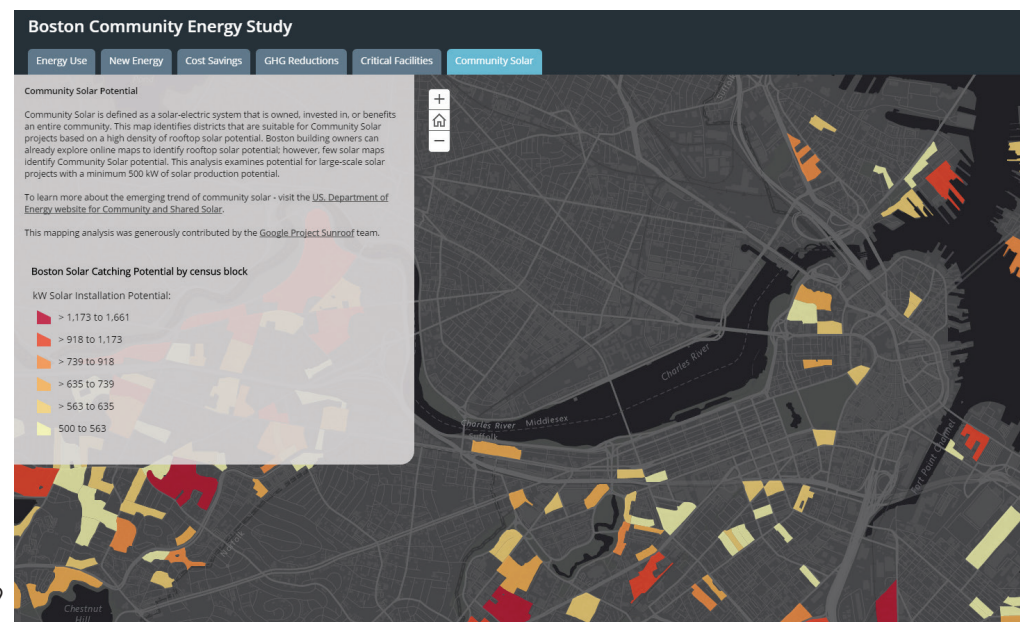 Boston Community Energy Study
Energy Use
New Energy
Cost Savings
GHG Reductions
Critical Facilities
Community Solar
Community Solar Potential
Community Solar is defined as a solar-electric system that is owned, invested in, or benefits
an entire community. This map identifies districts that are suitable for Community Solar
projects based on a high density of rooftop solar potential. Boston building owners can
already explore online maps to identify rooftop solar potential; however, few solar maps
identify Community Solar potential. This analysis examines potential for large-scale solar
projects with a minimum 500 kW of solar production potential.
To learn more about the emerging trend of community solar - visit the US. Department of
Energy website for Community and Shared Solar.
This mapping analysis was generously contributed by the Google Project Sunroof team.
Boston Solar Catching Potential by census block
kW Solar Installation Potential:
> 1,173 to 1,661
> 918 to 1,173
> 739 to 918
> 635 to 739
> 563 to 635
500 to 563
+
−
Charles River
Charles River Middlesex
Suffolk
Fort Point Channel
Norfolk
Chestnut
Hill